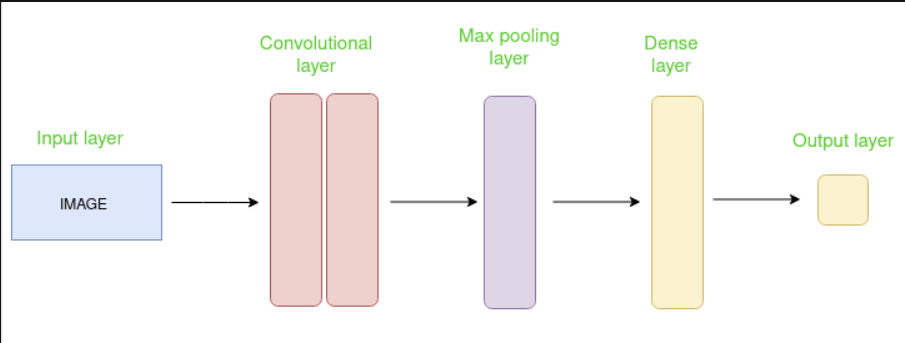 Convolutional
layer
Max pooling
layer
Dense
layer
Input layer
Output layer
IMAGE